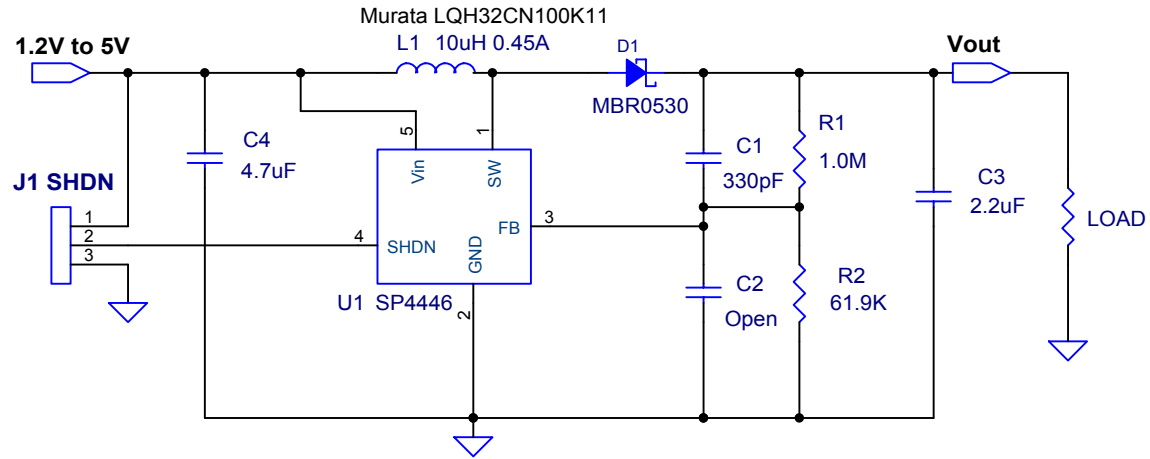 Murata LQH32CN100K11
1.2V to 5V
L1 10uH 0.45A
D1
Vout
MBR0530
C4
4.7uF
5
1
Vin
SW
C1
330pF
R1
1.0M
J1 SHDN
1
2
3
4
SHDN
GND
FB
3
C3
2.2uF
LOAD
U1 SP4446
2
C2
Open
R2
61.9K